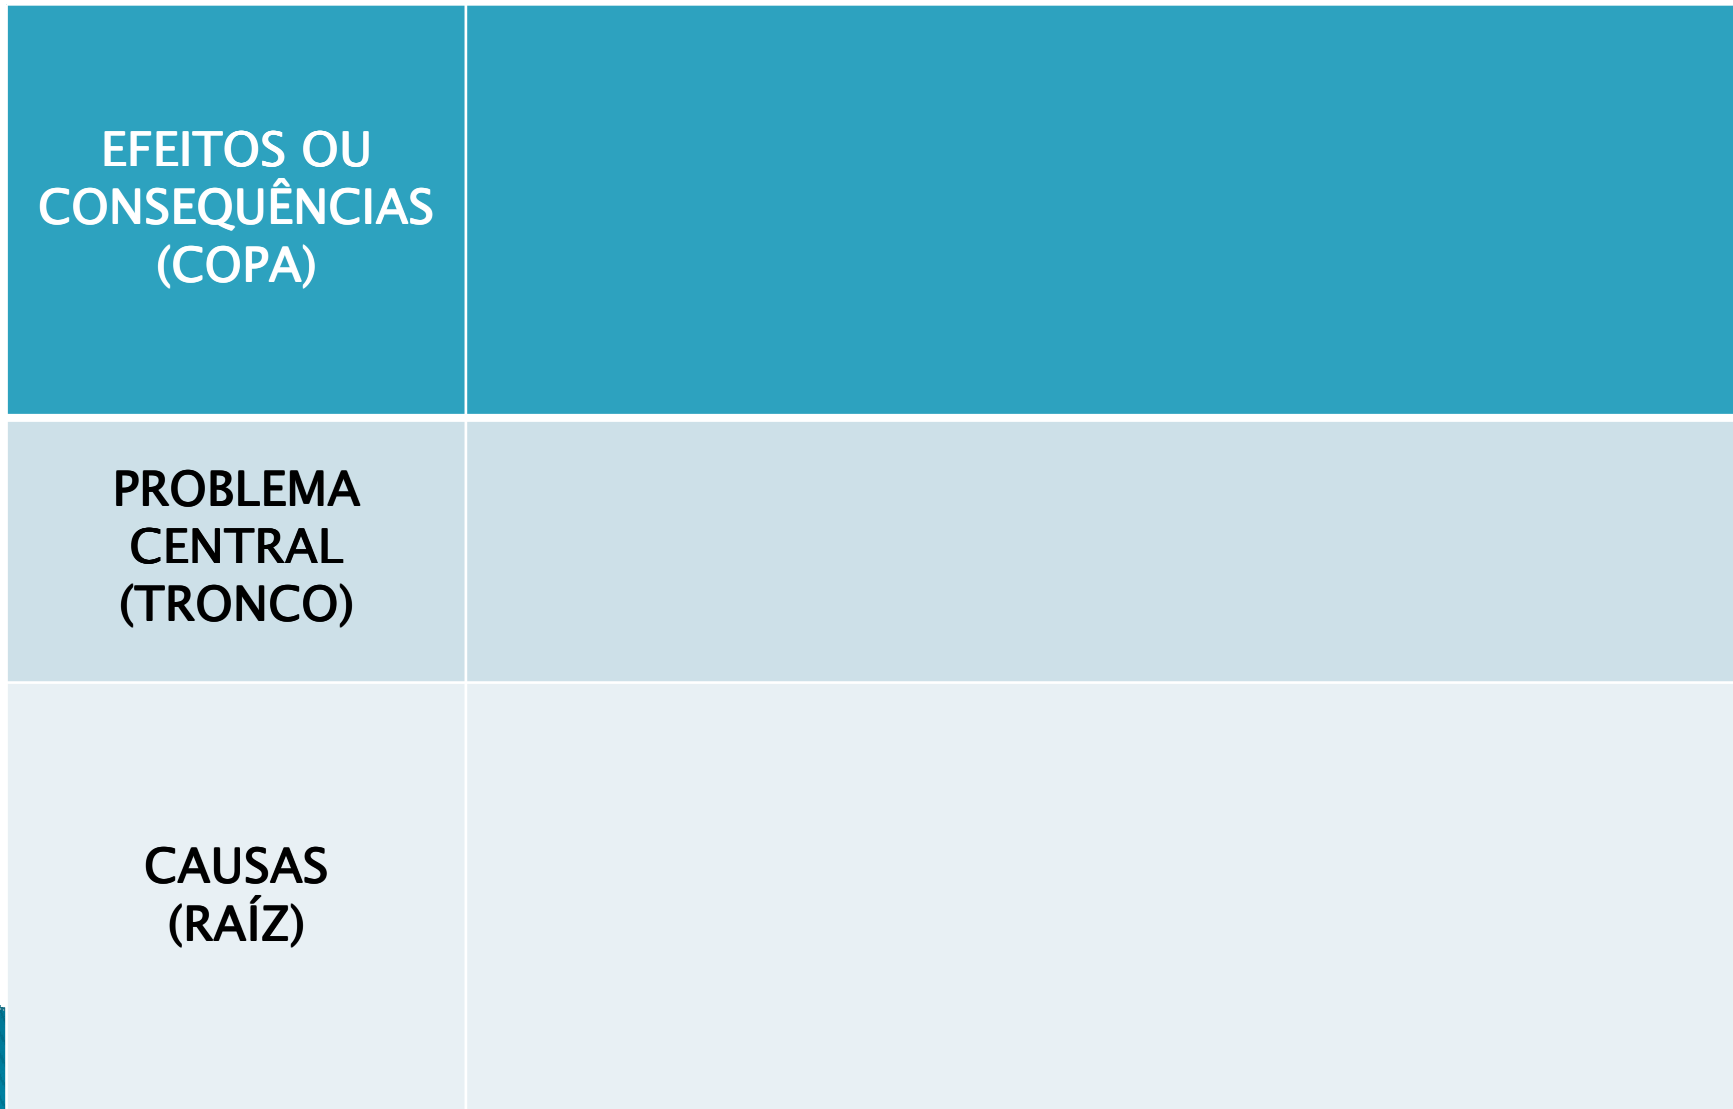 EFEITOS OU
CONSEQUÊNCIAS
(COPA)
PROBLEMA
CENTRAL
(TRONCO)
CAUSAS
(RAÍZ)